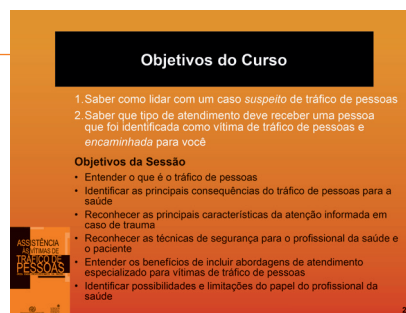 Objetivos do Curso
1.Saber como lidar com um caso suspeito de tráfico de pessoas
2.Saber que tipo de atendimento deve receber uma pessoa
que foi identificada como vítima de tráfico de pessoas e
encaminhada para você
Objetivos da Sessão
• Entender o que é o tráfico de pessoas
• Identificar as principais consequências do tráfico de pessoas para a
saúde
• Reconhecer as principais características da atenção informada em
caso de trauma
• Reconhecer as técnicas de segurança para o profissional da saúde e
o paciente
• Entender os benefícios de incluir abordagens de atendimento
especializado para vítimas de tráfico de pessoas
• Identificar possibilidades e limitações do papel do profissional da
saúde
ASSISTÊNCIA
ÀS VÍTIMAS DE
TRÁFICO DE
PESSOAS
2